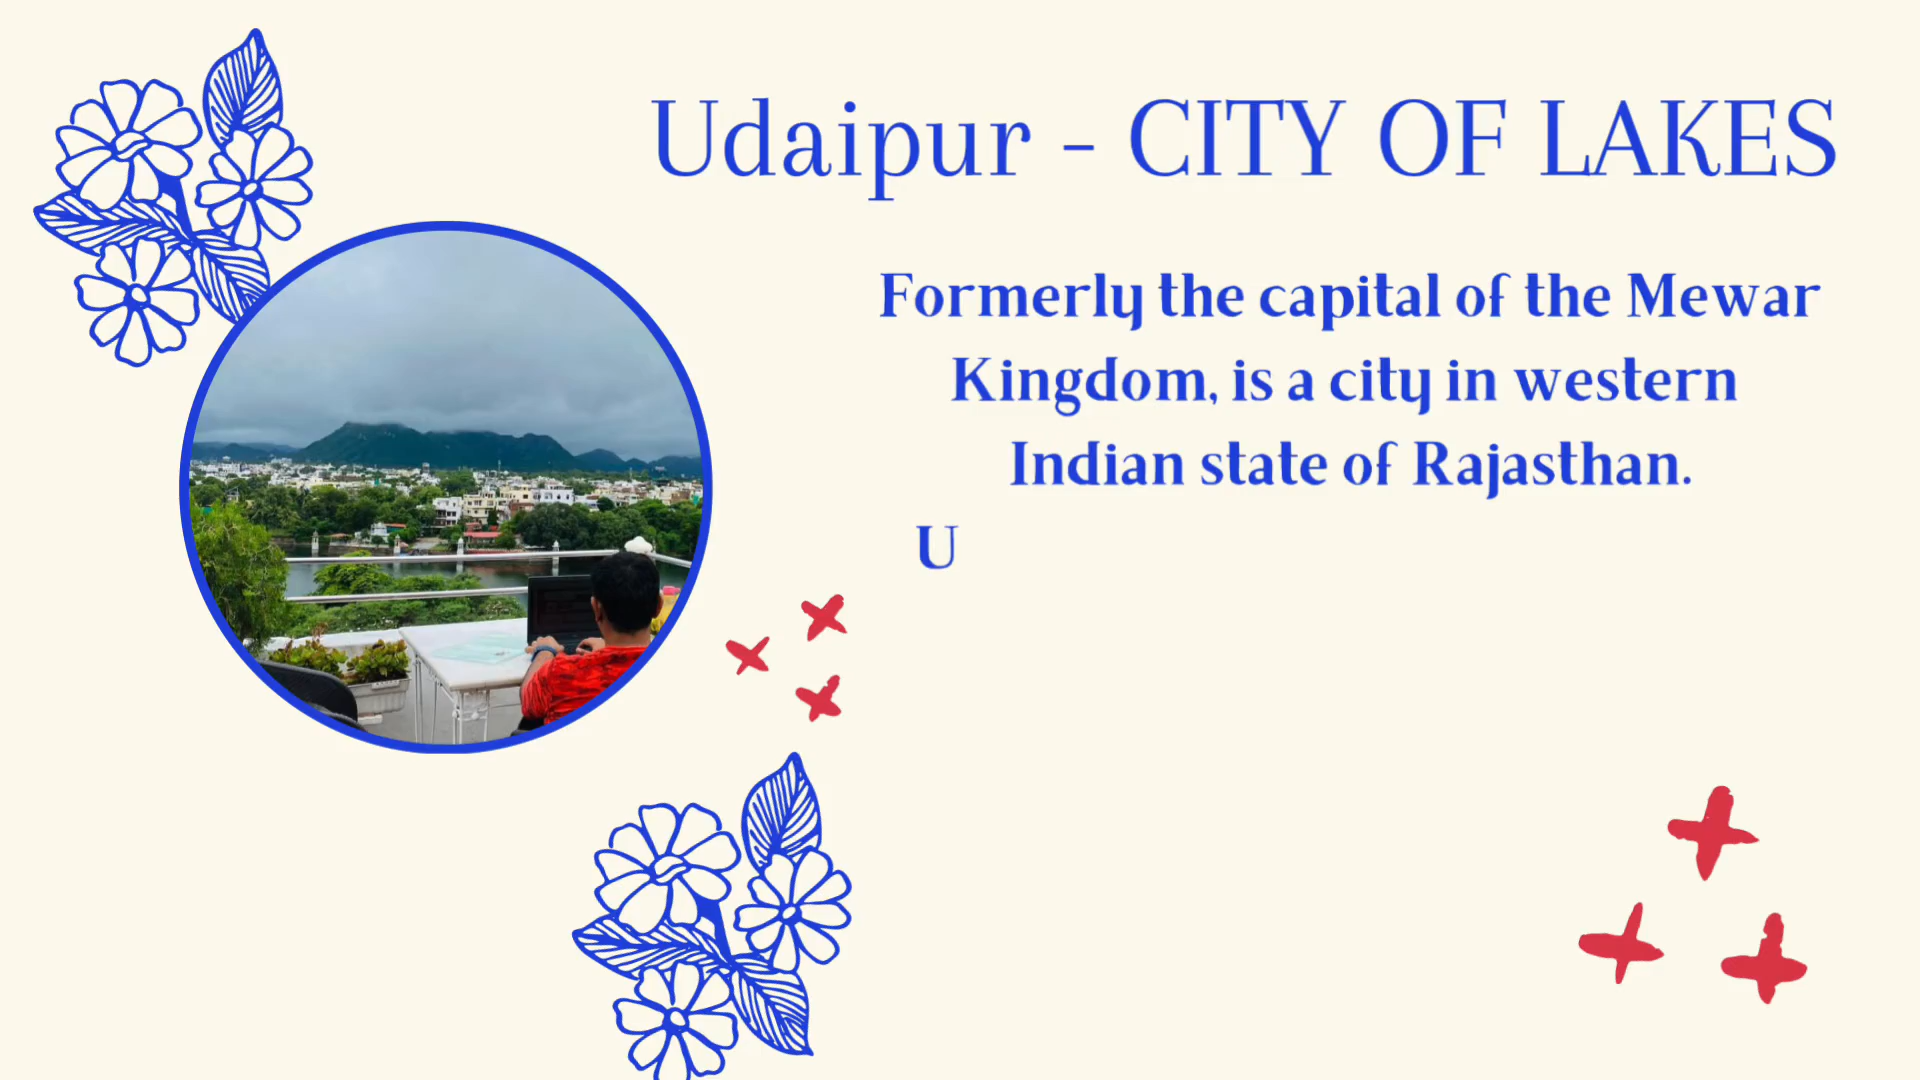 Udaipur - CITY OF LAKES
Formerly the capital of the Mewar
Kingdom, is a city in western
Indian state of Rajasthan.
U